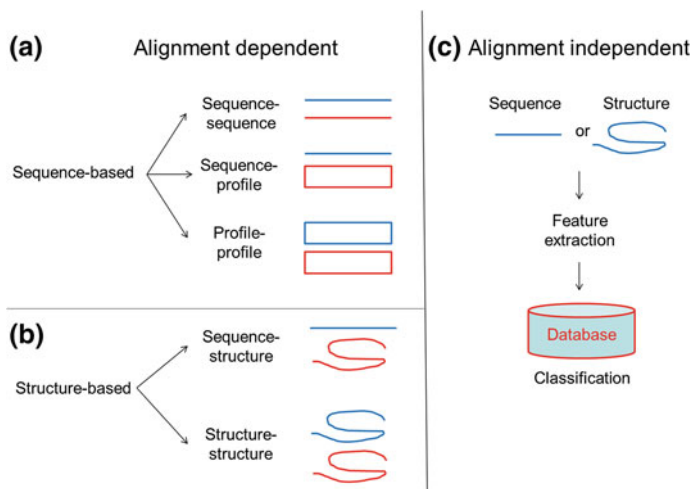 (a) Alignment dependent
Sequence-based
Sequence-
sequence
Sequence-
profile
Profile-
profile
(b)
Structure-based
Sequence-
structure
Structure-
structure
(c) Alignment independent
Sequence
or
Structure
Feature
extraction
Database
Classification